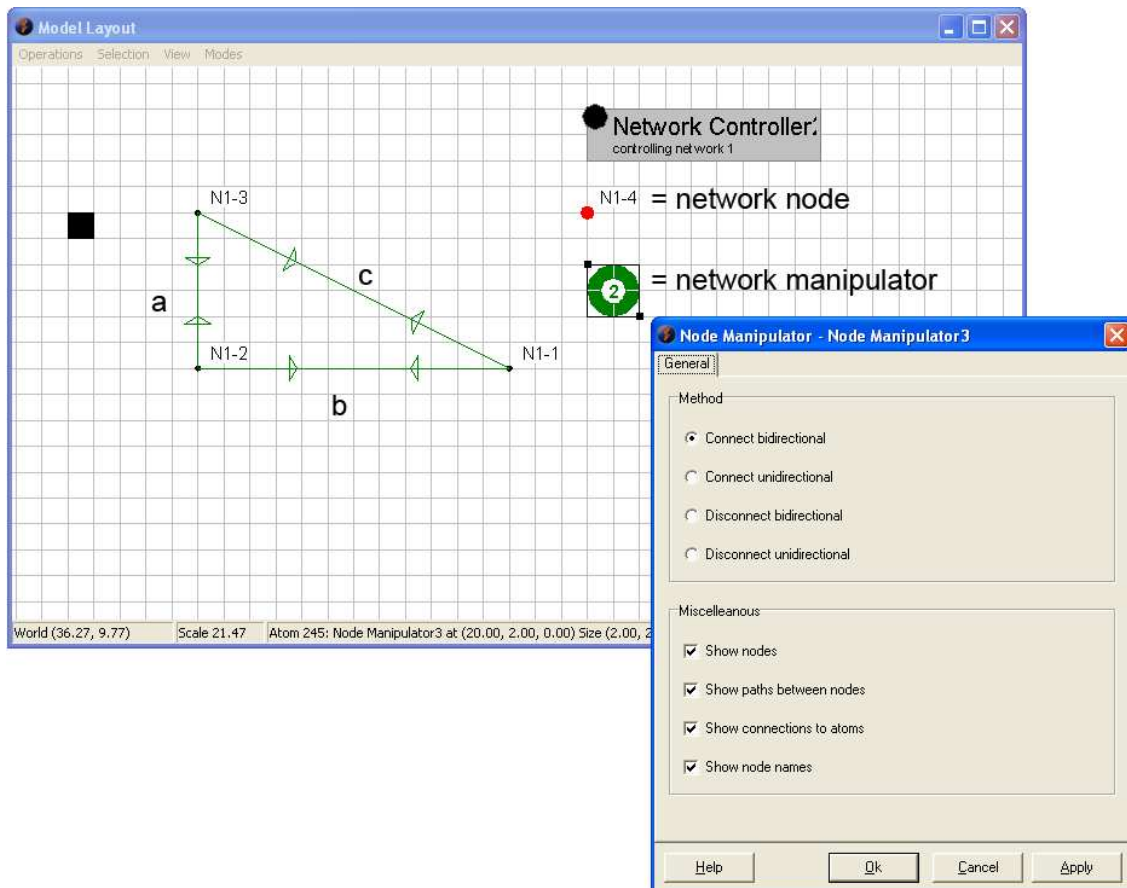 Model Layout
Operations Selection View Modes
Network Controller
controlling network 1
N1-3
N1-4 = network node
c
= network manipulator
2
a
N1-2
N1-1
b
World (36.27, 9.77) Scale 21.47 Atom 245: Node Manipulator3 at (20.00, 2.00, 0.00) Size (2.00, 2
Node Manipulator - Node Manipulator3
General
Method
Connect bidirectional
Connect unidirectional
Disconnect bidirectional
Disconnect unidirectional
Miscelleanous
Show nodes
Show paths between nodes
Show connections to atoms
Show node names
Help Ok Cancel Apply